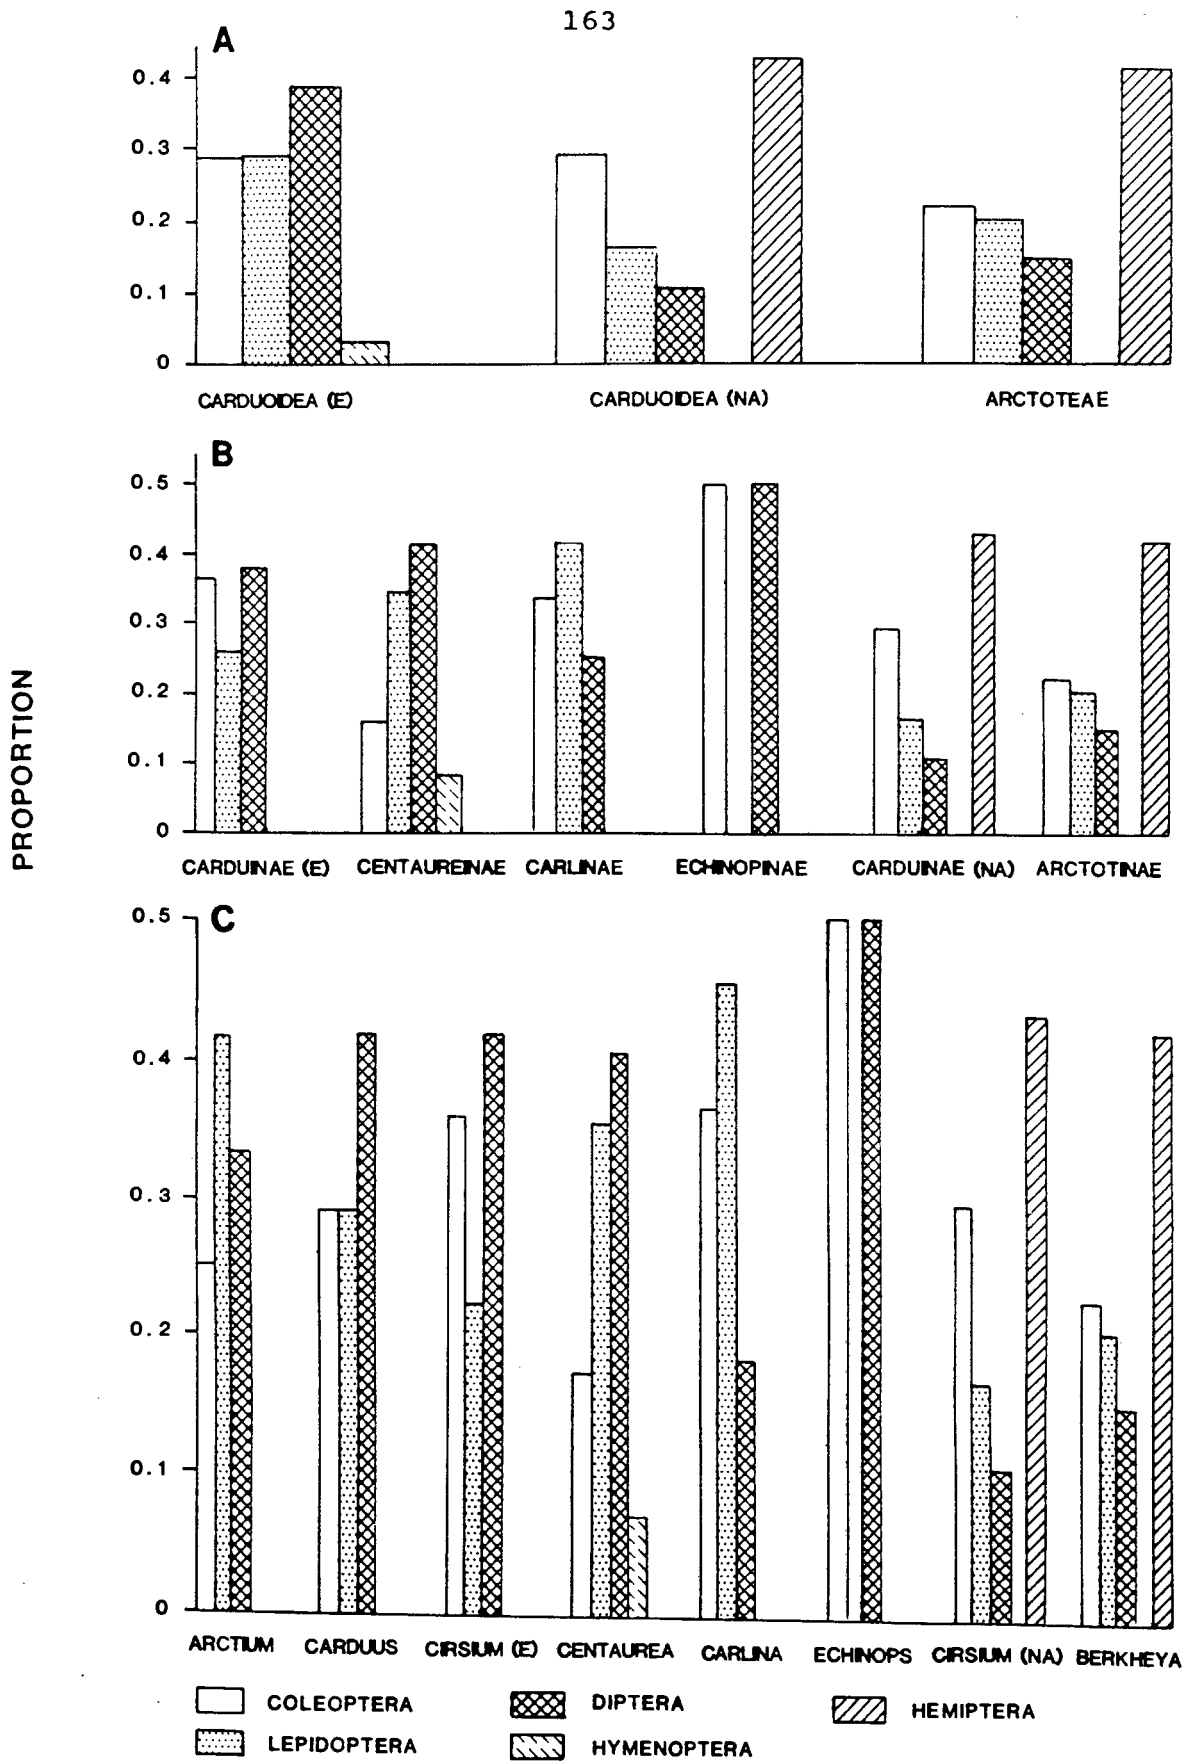 163
A
0.4
0.3
0.2
0.1
0
CARDUOIDEA (E) CARDUOIDEA (NA) ARCTOTEAE
B
0.5
0.4
0.3
0.2
0.1
0
CARDUINAE (E) CENTAUREINAE CARLINAE ECHINOPINAE CARDUINAE (NA) ARCTOTINAE
PROPORTION
C
0.5
0.4
0.3
0.2
0.1
0
ARCTIUM CARDUUS CIRSIUM (E) CENTAUREA CARLINA ECHINOPS CIRSIUM (NA) BERKHEYA
COLEOPTERA DIPTERA HEMIPTERA
LEPIDOPTERA HYMENOPTERA